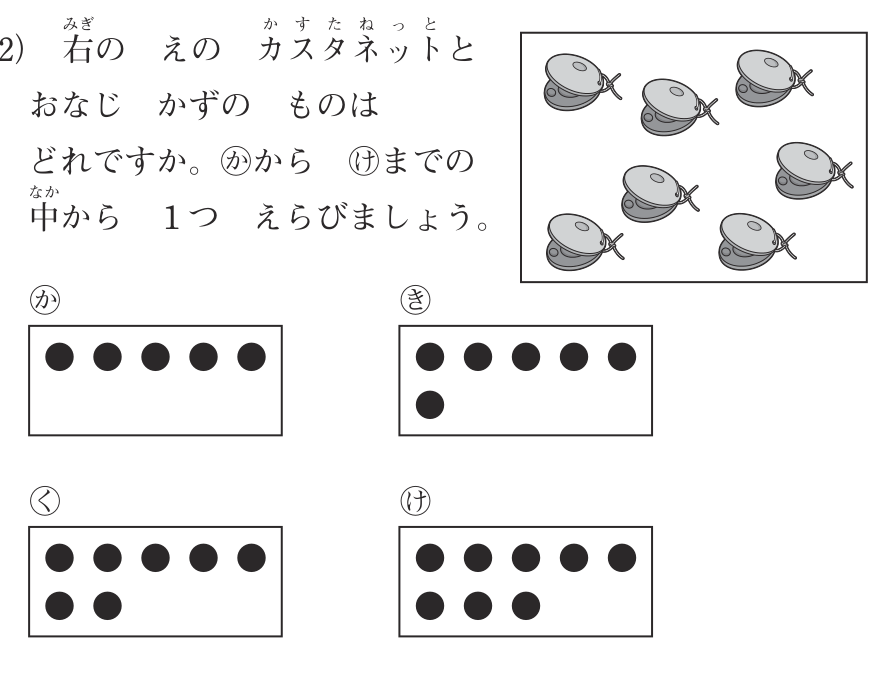 2) 右の えの カスタネットと
おなじ かずの ものは
どれですか。㋕から ㋘までの
中から 1つ えらびましょう。
㋕ ㋖
㋗ ㋘